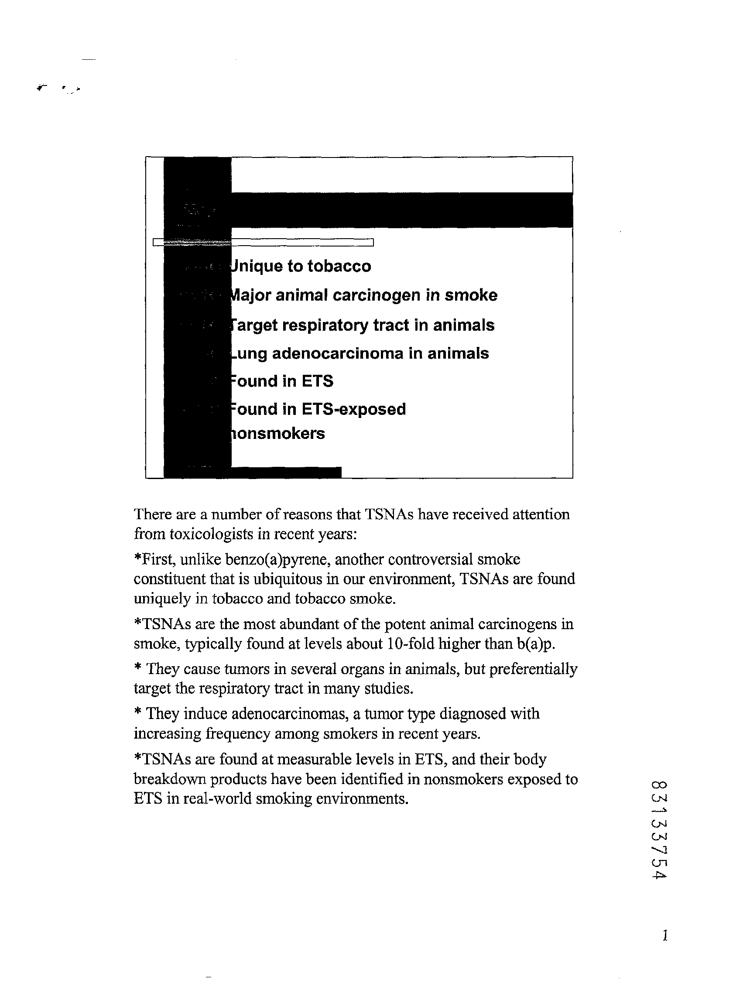 Unique to tobacco
Major animal carcinogen in smoke
Target respiratory tract in animals
Lung adenocarcinoma in animals
Found in ETS
Found in ETS-exposed
nonsmokers
There are a number of reasons that TSNAs have received attention
from toxicologists in recent years:
*First, unlike benzo(a)pyrene, another controversial smoke
constituent that is ubiquitous in our environment, TSNAs are found
uniquely in tobacco and tobacco smoke.
*TSNAs are the most abundant of the potent animal carcinogens in
smoke, typically found at levels about 10-fold higher than b(a)p.
* They cause tumors in several organs in animals, but preferentially
target the respiratory tract in many studies.
* They induce adenocarcinomas, a tumor type diagnosed with
increasing frequency among smokers in recent years.
*TSNAs are found at measurable levels in ETS, and their body
breakdown products have been identified in nonsmokers exposed to
ETS in real-world smoking environments.
83133754
1